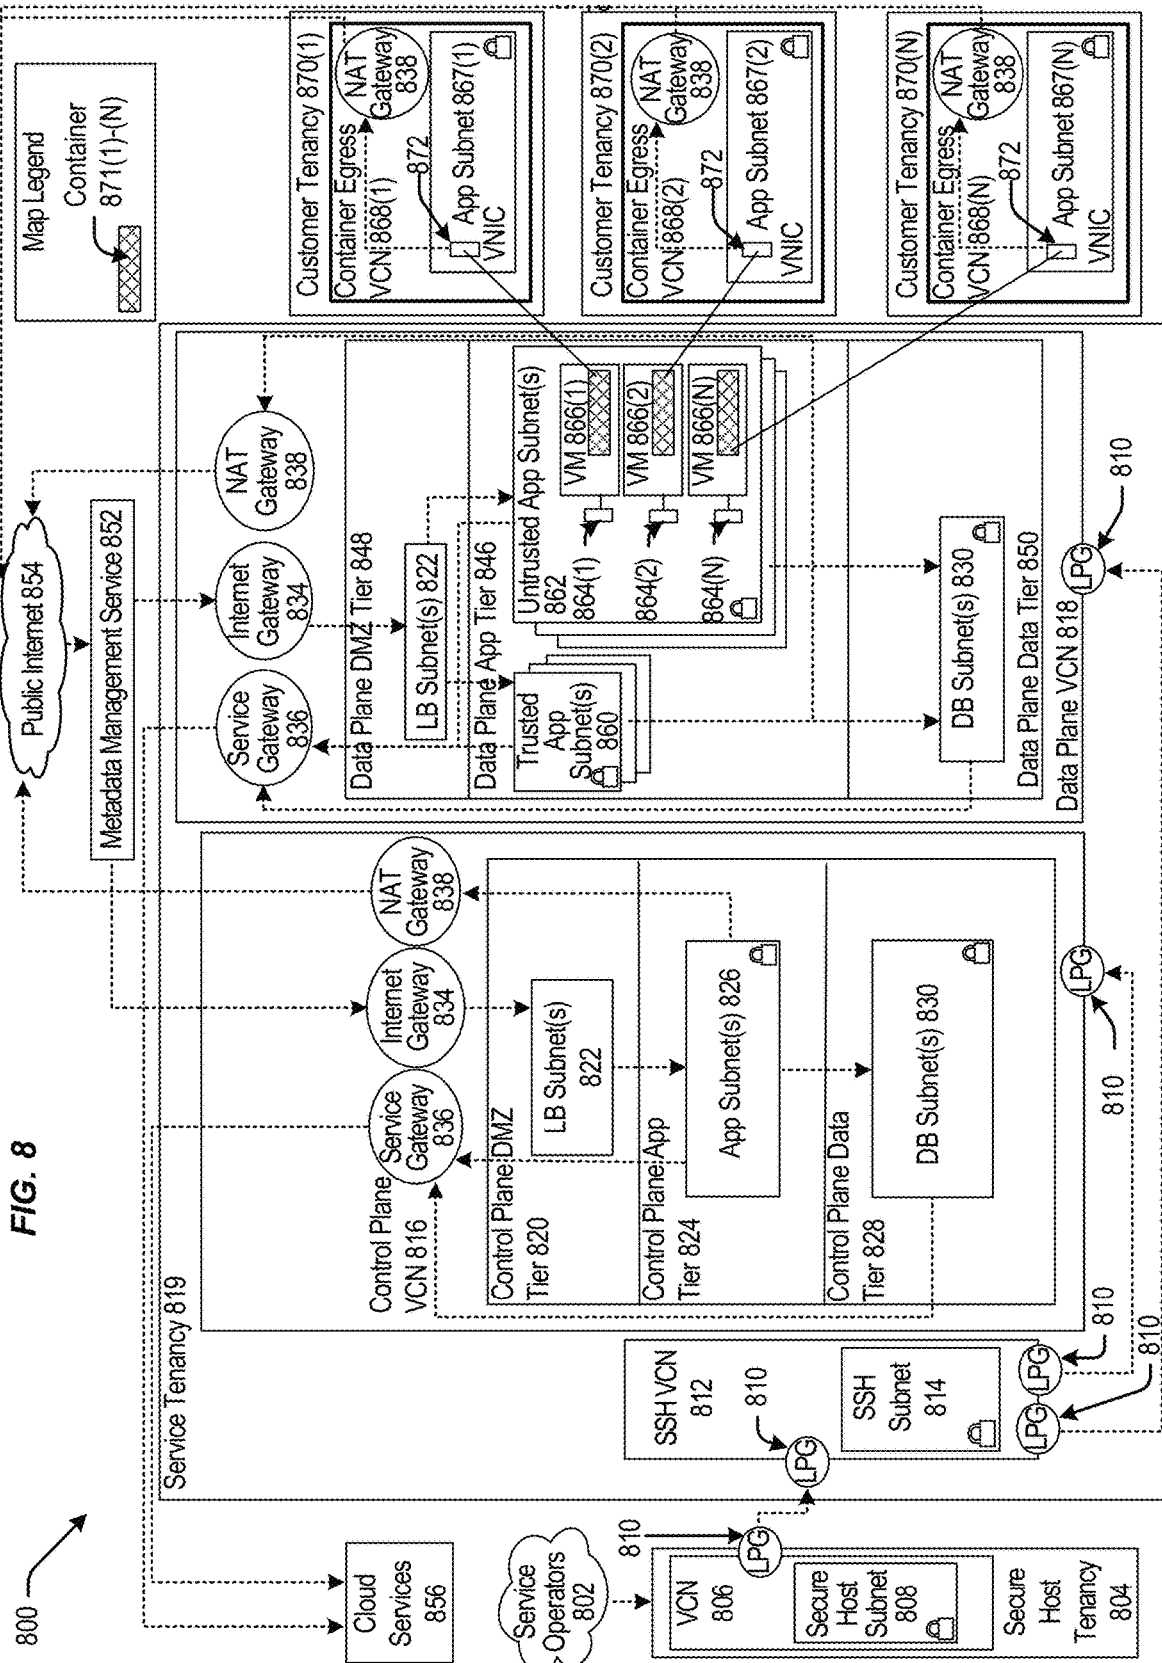 FIG. 8
800
Service Tenancy 819
Cloud
Services
856
Service
Operators
802
VCN
806
Secure
Host
Subnet
808
Secure
Host
Tenancy
804
LPG
810
LPG
810
SSH VCN
812
SSH
Subnet
814
LPG
810
LPG
810
Control Plane
VCN 816
Service
Gateway
836
Internet
Gateway
834
NAT
Gateway
838
Control Plane DMZ
Tier 820
LB Subnet(s)
822
Control Plane App
Tier 824
App Subnet(s) 826
Control Plane Data
Tier 828
DB Subnet(s) 830
LPG
810
Public Internet 854
Metadata Management Service 852
Service
Gateway
836
Internet
Gateway
834
NAT
Gateway
838
Data Plane DMZ Tier 848
LB Subnet(s) 822
Data Plane App Tier 846
Trusted
App
Subnet(s)
860
Untrusted App Subnet(s)
862
864(1)
VM 866(1)
864(2)
VM 866(2)
864(N)
VM 866(N)
DB Subnet(s) 830
Data Plane Data Tier 850
Data Plane VCN 818
LPG
810
Map Legend
Container
871(1)-(N)
Customer Tenancy 870(1)
Container Egress
VCN 868(1)
NAT
Gateway
838
872
App Subnet 867(1)
VNIC
Customer Tenancy 870(2)
Container Egress
VCN 868(2)
NAT
Gateway
838
872
App Subnet 867(2)
VNIC
Customer Tenancy 870(N)
Container Egress
VCN 868(N)
NAT
Gateway
838
872
App Subnet 867(N)
VNIC